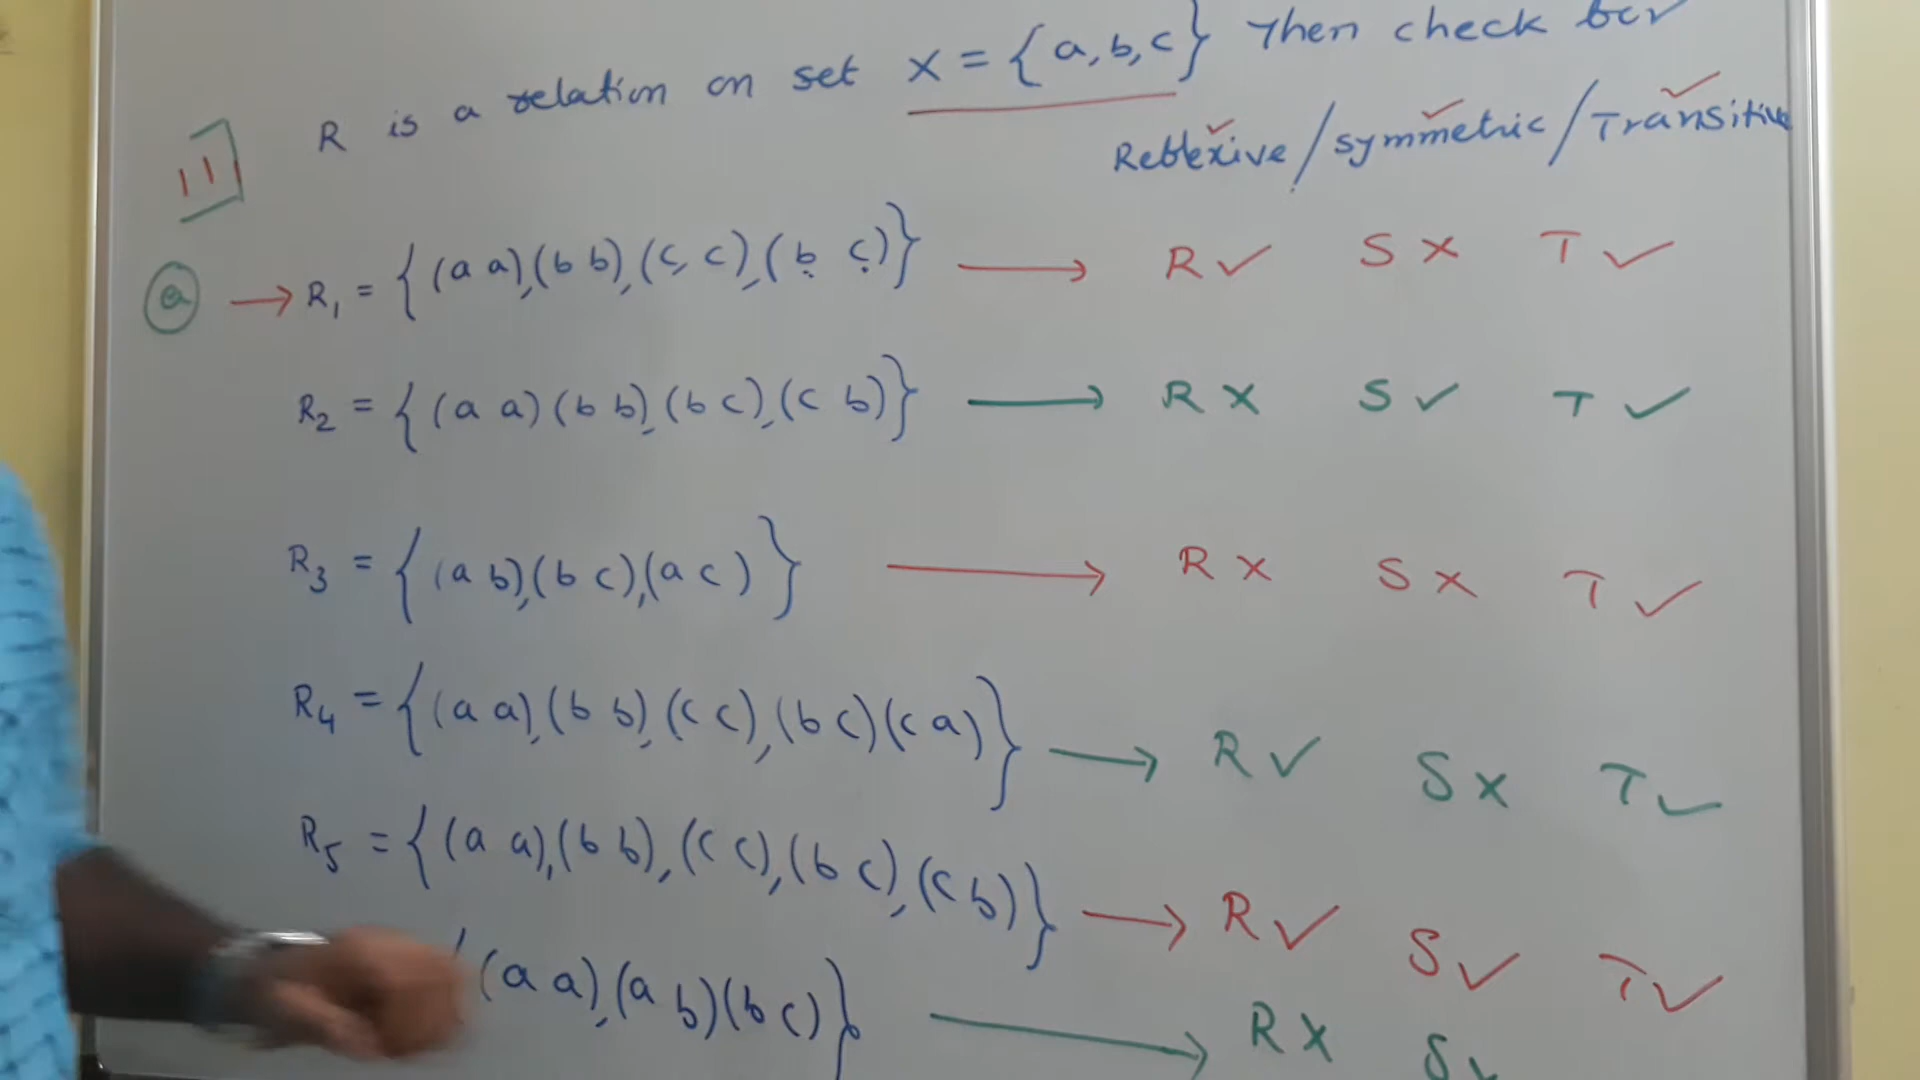 R is a relation on set X = {a, b, c} Then check for
Reflexive / symmetric / Transitive
11
a → R1 = {(a a), (b b), (c, c), (b c)} → R ✓ S × T ✓
R2 = {(a a) (b b), (b c), (c b)} → R × S ✓ T ✓
R3 = {(a b), (b c), (a c)} → R × S × T ✓
R4 = {(a a), (b b), (c c), (b c) (c a)} → R ✓ S × T ✓
R5 = {(a a), (b b), (c c), (b c), (c b)} → R ✓ S ✓ T ✓
{(a a), (a b) (b c)} → R × S